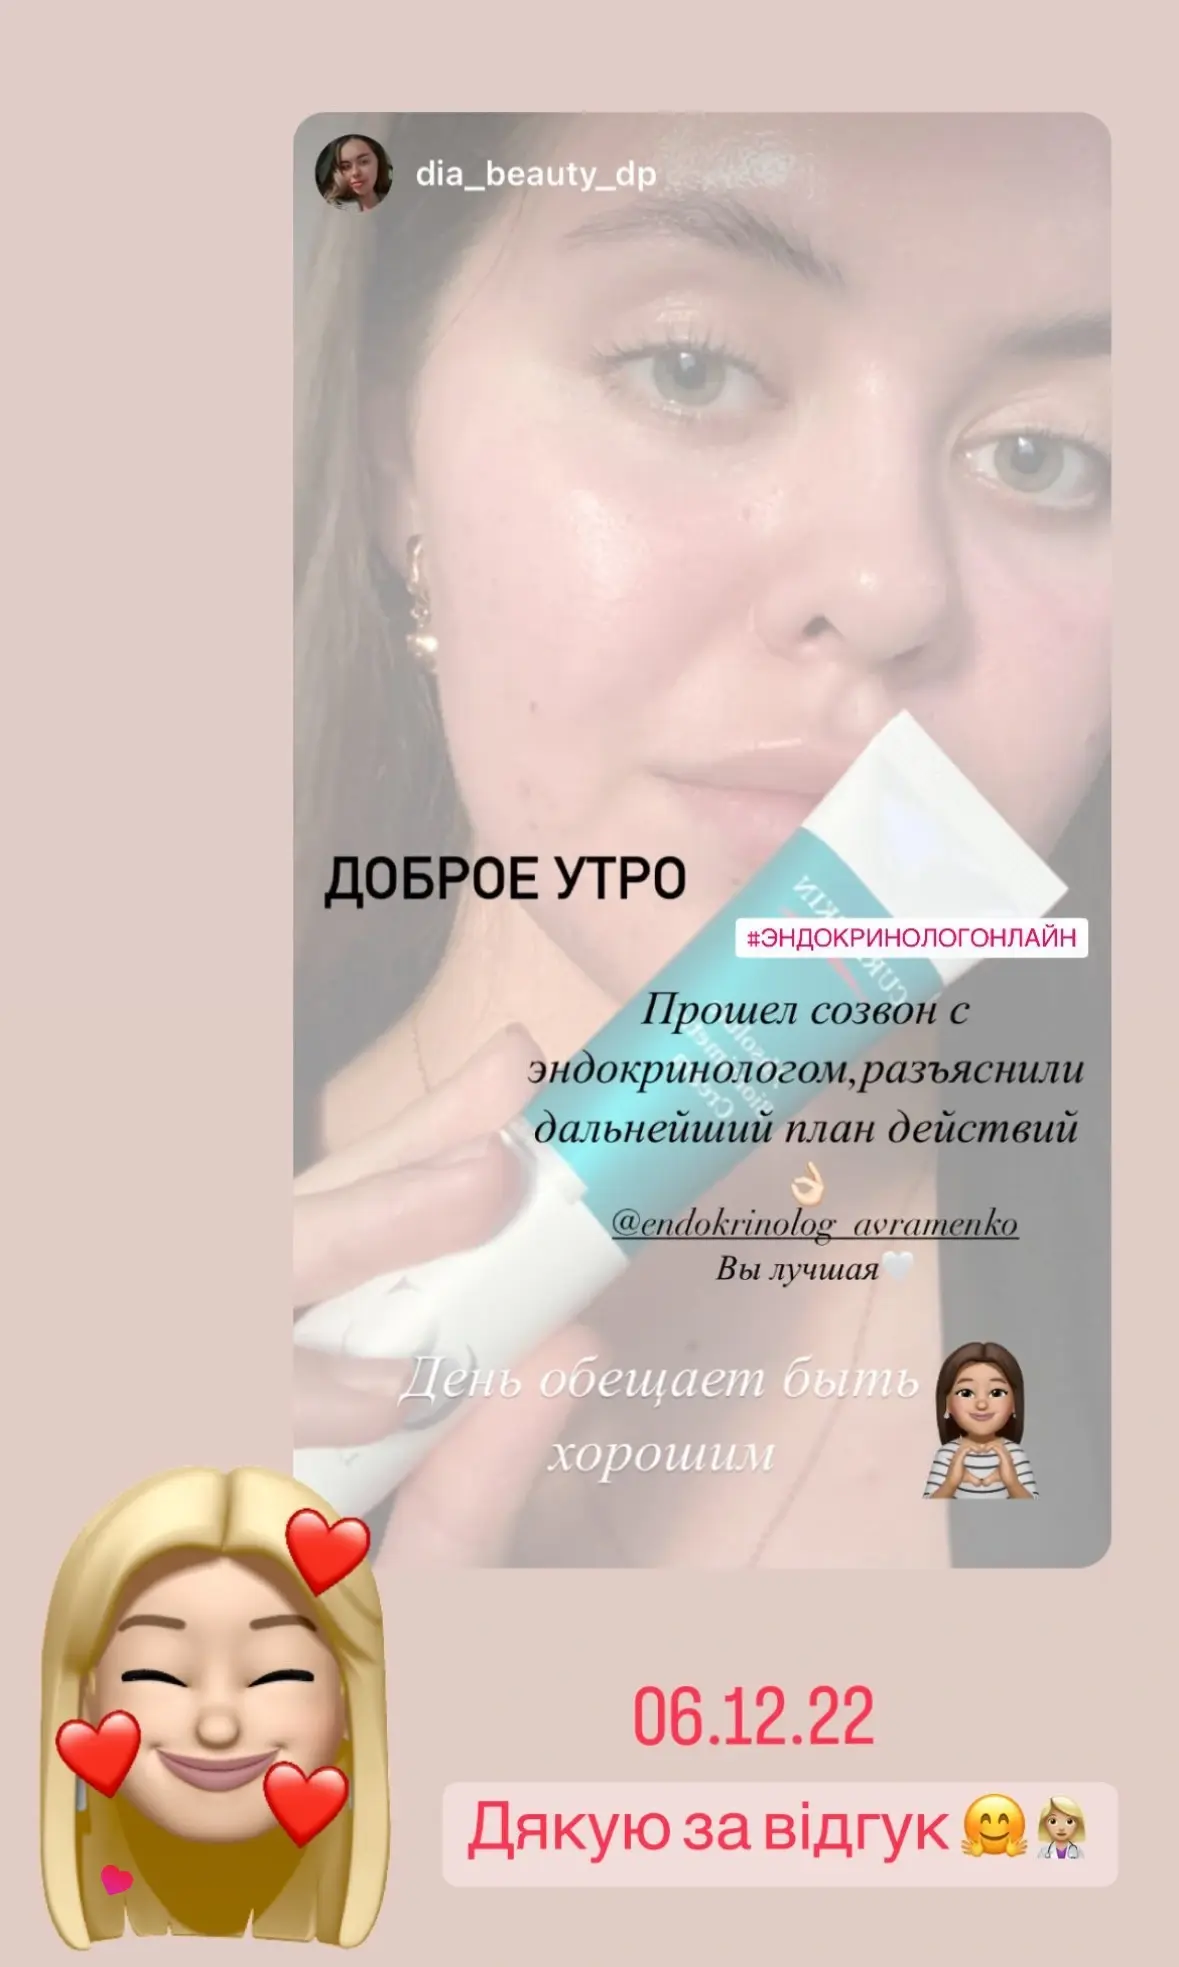 dia_beauty_dp
ДОБРОЕ УТРО
#ЭНДОКРИНОЛОГОНЛАЙН
Прошел созвон с
эндокринологом,разъяснили
дальнейший план действий
👌🏻
@endokrinolog_avramenko
Вы лучшая🤍
День обещает быть
хорошим
06.12.22
Дякую за відгук 🤗👩🏼‍⚕️